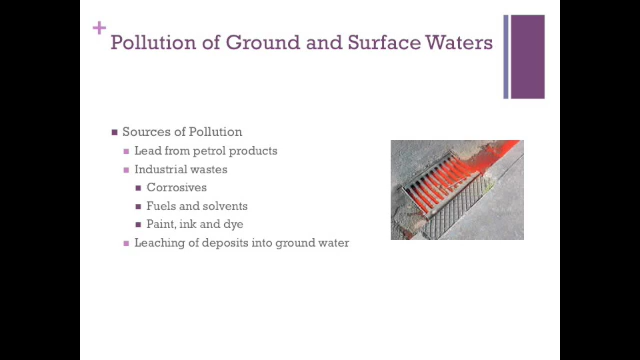 Pollution of Ground and Surface Waters
Sources of Pollution
Lead from petrol products
Industrial wastes
Corrosives
Fuels and solvents
Paint, ink and dye
Leaching of deposits into ground water